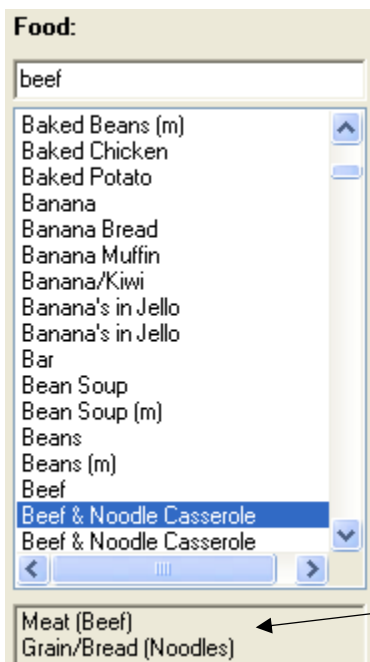 Food:
beef
Baked Beans (m)
Baked Chicken
Baked Potato
Banana
Banana Bread
Banana Muffin
Banana/Kiwi
Banana's in Jello
Banana's in Jello
Bar
Bean Soup
Bean Soup (m)
Beans
Beans (m)
Beef
Beef & Noodle Casserole
Beef & Noodle Casserole
Meat (Beef)
Grain/Bread (Noodles)